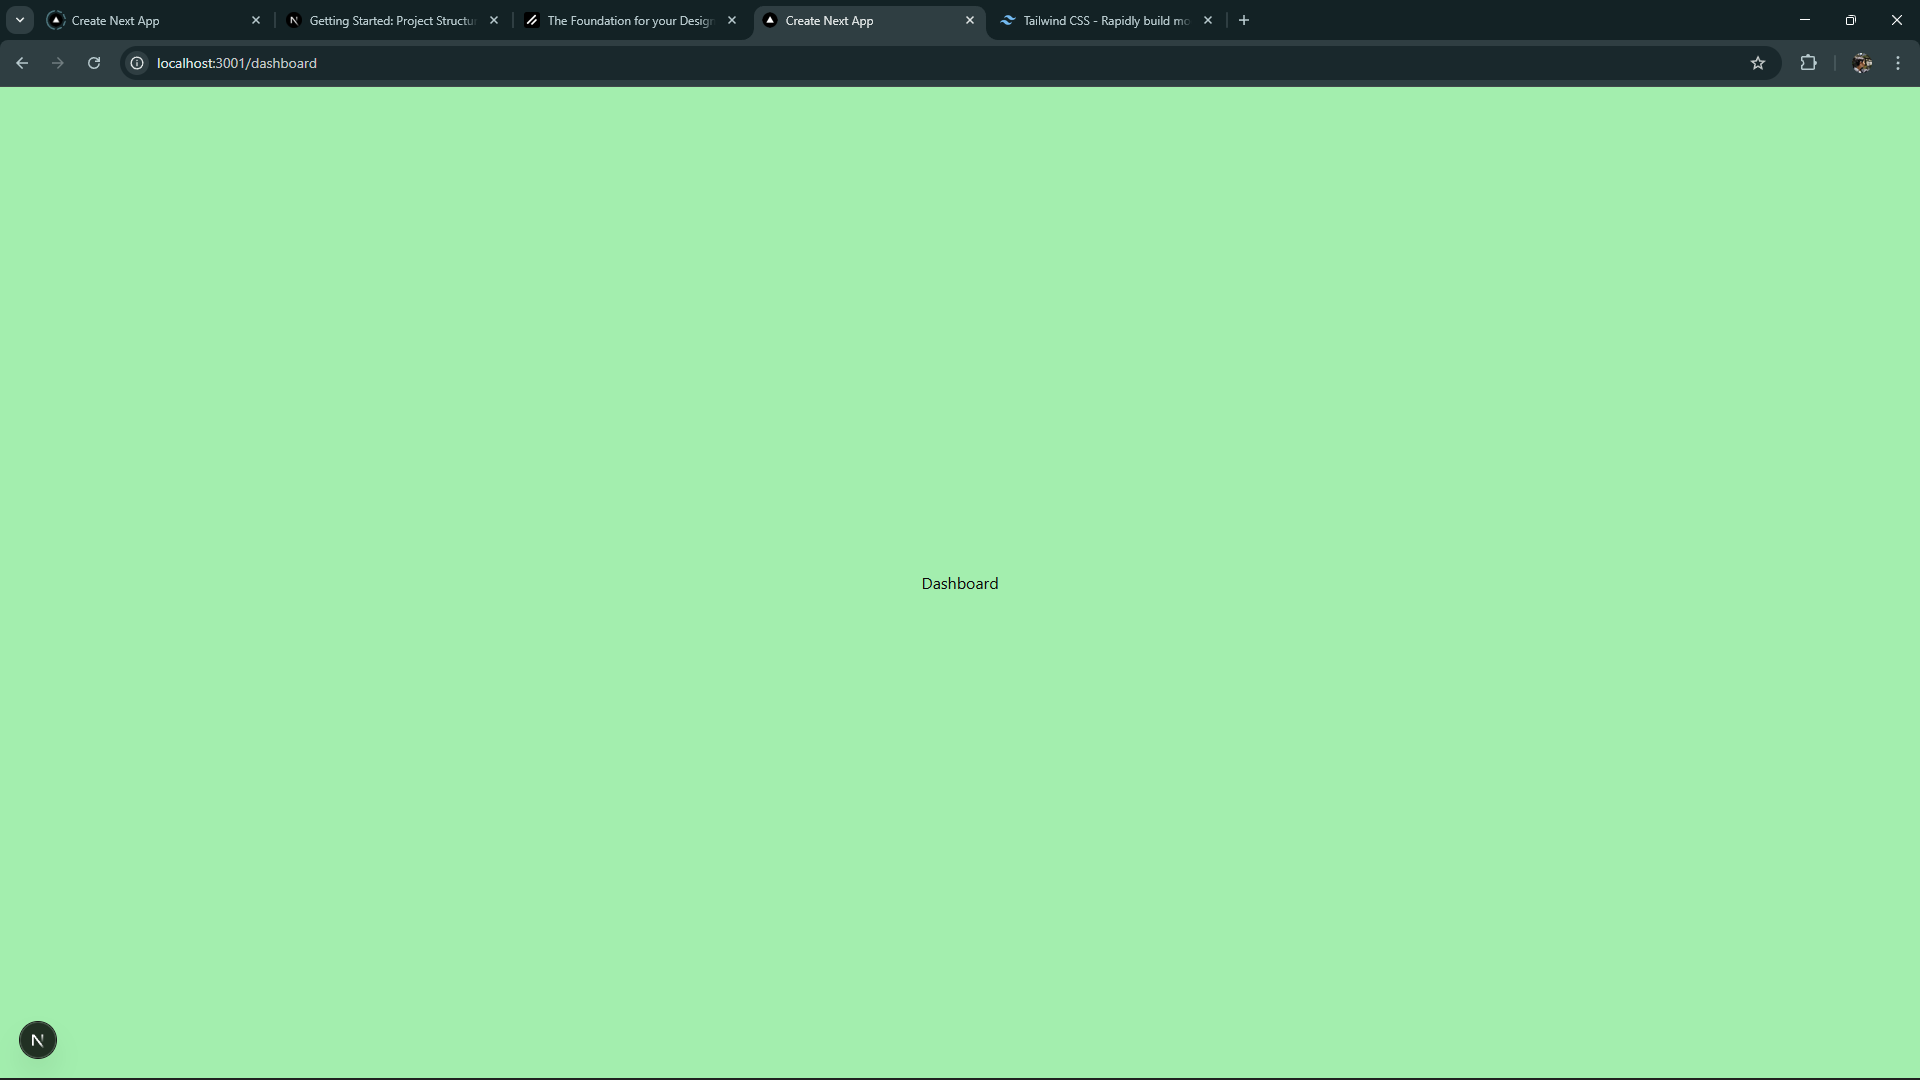 Create Next App
Getting Started: Project Structu
The Foundation for your Design
Create Next App
Tailwind CSS - Rapidly build mo
localhost:3001/dashboard
Dashboard
N